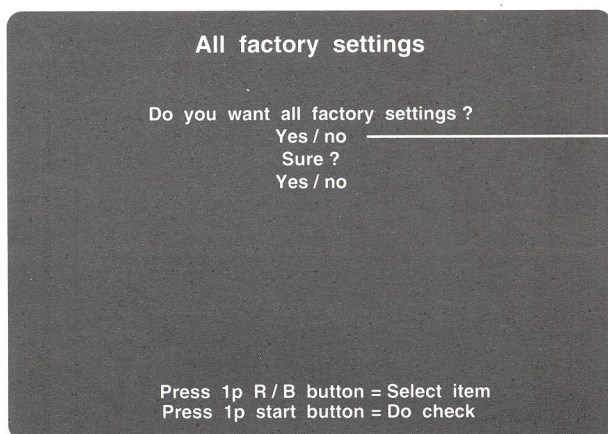 All factory settings
Do you want all factory settings ?
Yes / no
Sure ?
Yes / no
Press 1p R / B button = Select item
Press 1p start button = Do check